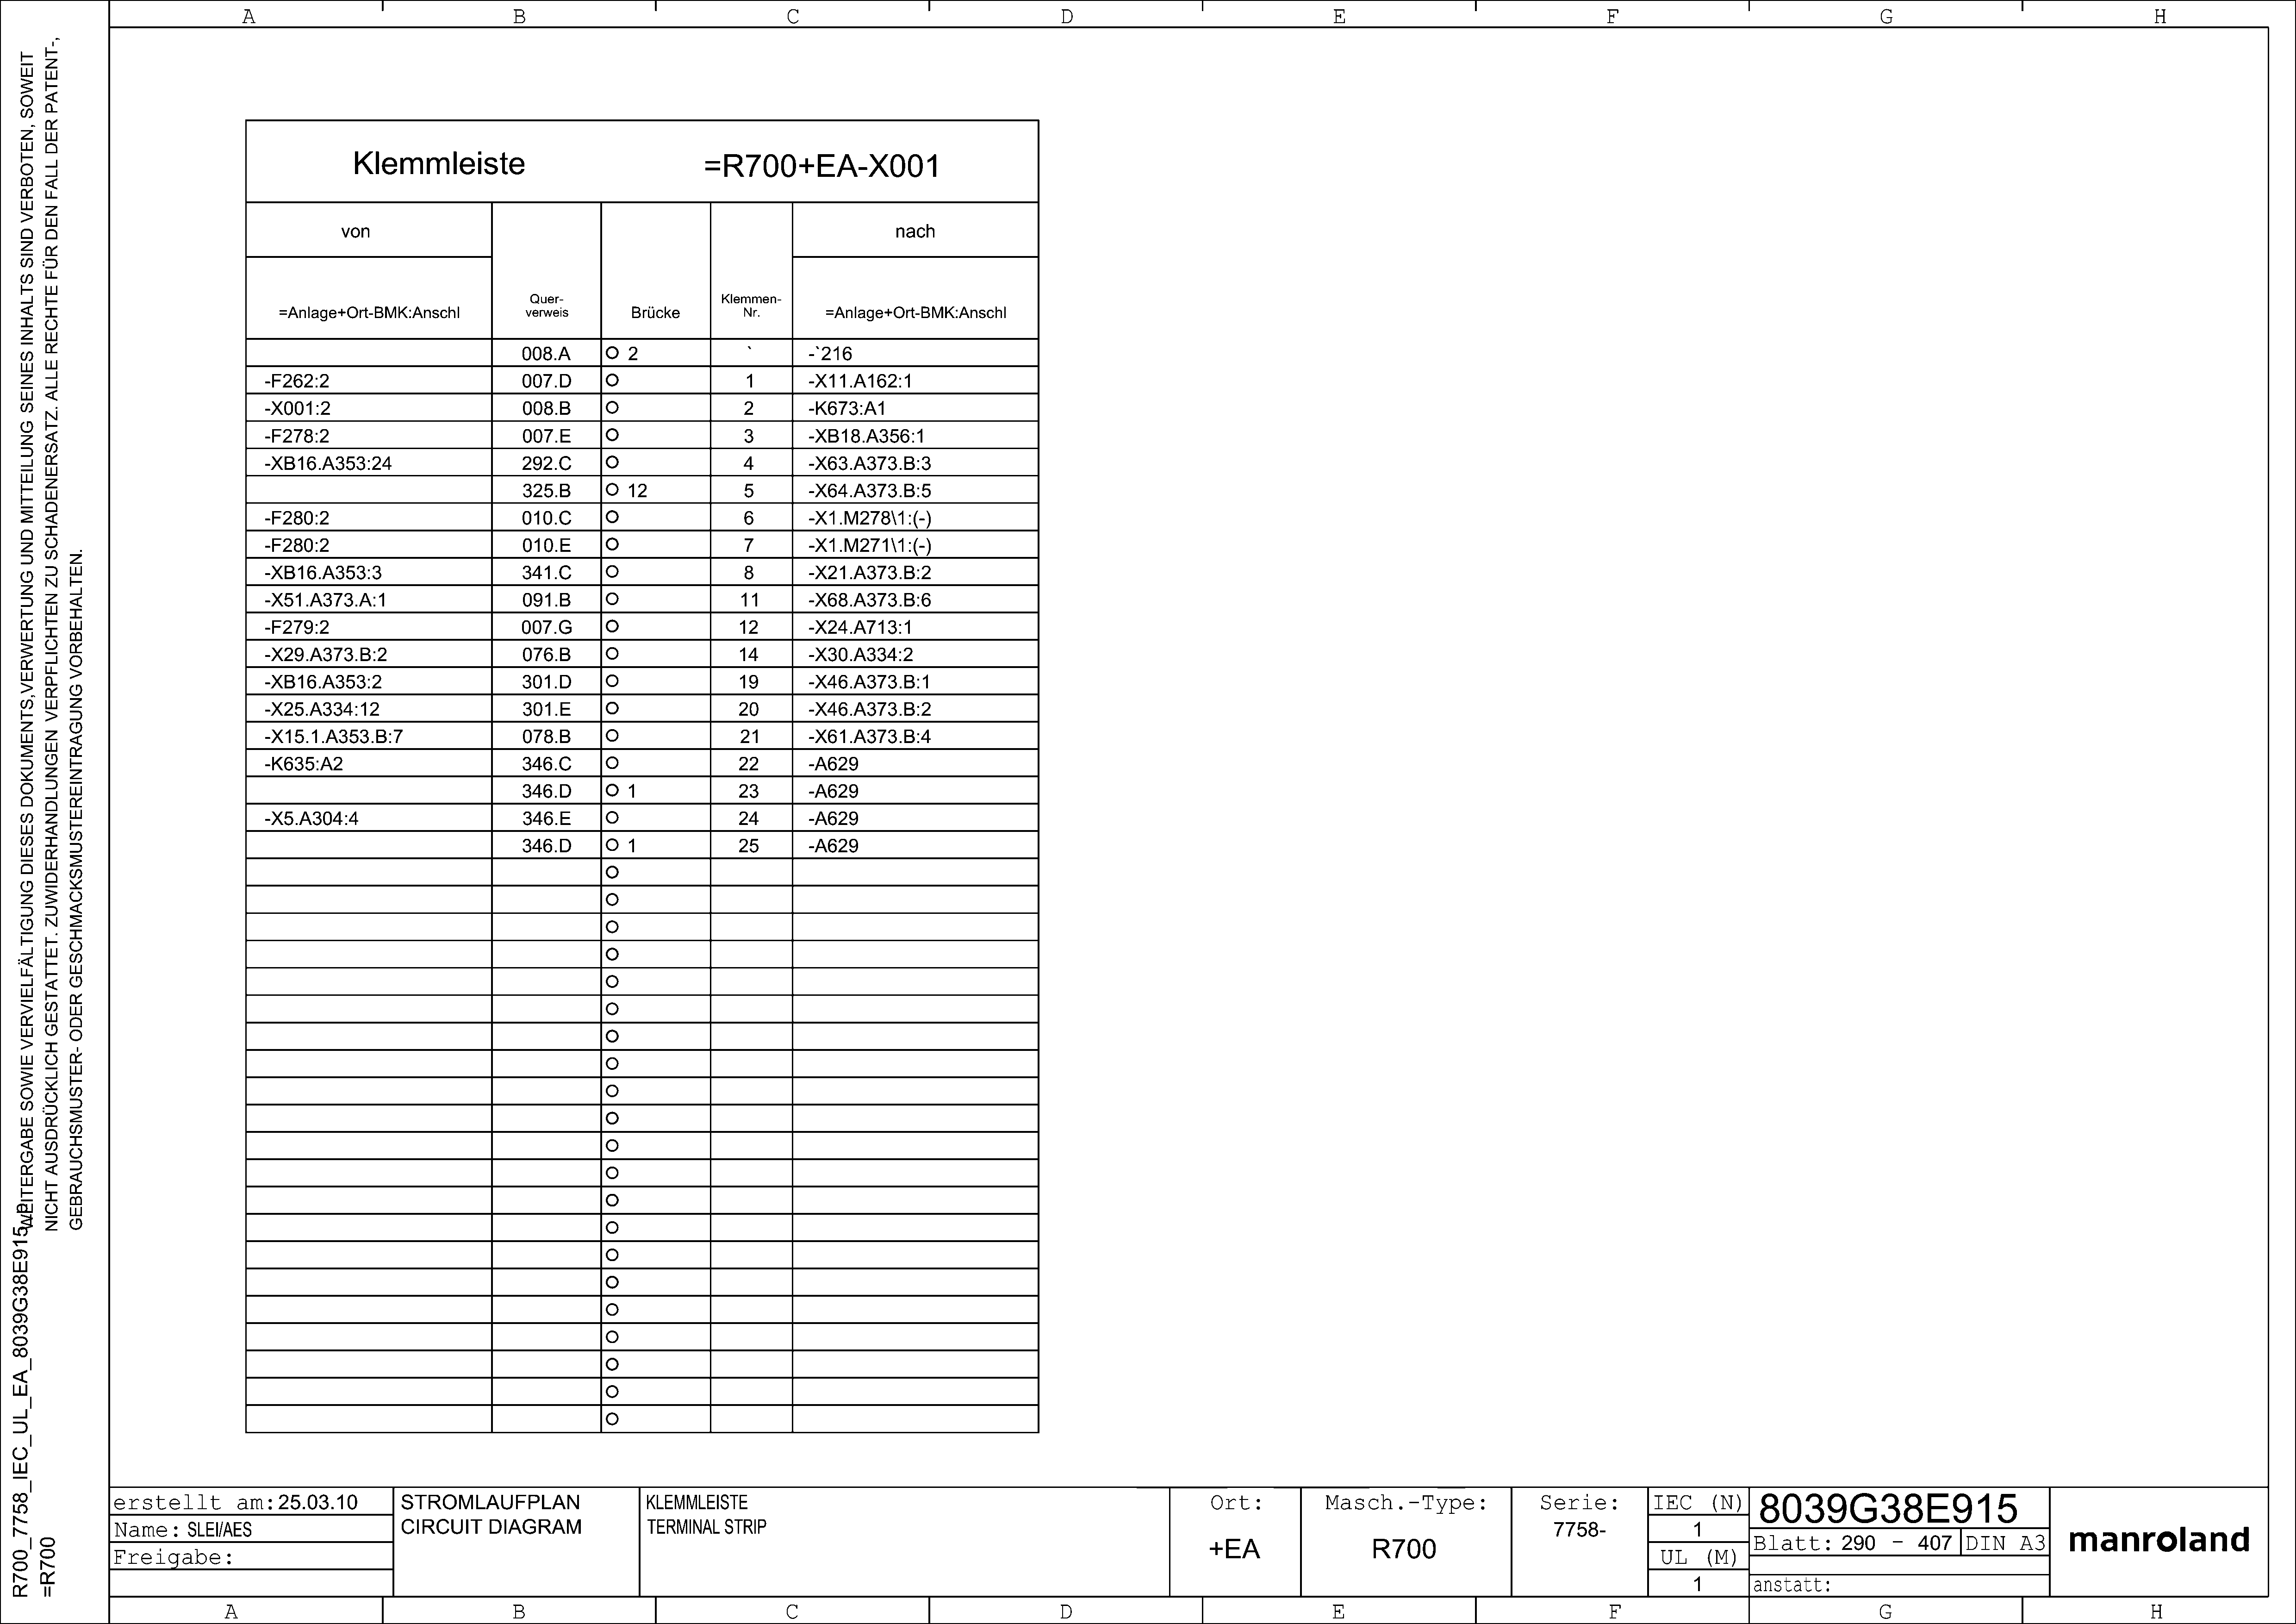 A B C D E F G H
WEITERGABE SOWIE VERVIELFÄLTIGUNG DIESES DOKUMENTS,VERWERTUNG UND MITTEILUNG SEINES INHALTS SIND VERBOTEN, SOWEIT
NICHT AUSDRÜCKLICH GESTATTET. ZUWIDERHANDLUNGEN VERPFLICHTEN ZU SCHADENERSATZ. ALLE RECHTE FÜR DEN FALL DER PATENT-,
GEBRAUCHSMUSTER- ODER GESCHMACKSMUSTEREINTRAGUNG VORBEHALTEN.
R700_7758_IEC_UL_EA_8039G38E915_D
=R700
Klemmleiste =R700+EA-X001
von nach
=Anlage+Ort-BMK:Anschl Quer-verweis Brücke Klemmen-Nr. =Anlage+Ort-BMK:Anschl
008.A 2 ` -`216
-F262:2 007.D 1 -X11.A162:1
-X001:2 008.B 2 -K673:A1
-F278:2 007.E 3 -XB18.A356:1
-XB16.A353:24 292.C 4 -X63.A373.B:3
325.B 12 5 -X64.A373.B:5
-F280:2 010.C 6 -X1.M278\1:(-)
-F280:2 010.E 7 -X1.M271\1:(-)
-XB16.A353:3 341.C 8 -X21.A373.B:2
-X51.A373.A:1 091.B 11 -X68.A373.B:6
-F279:2 007.G 12 -X24.A713:1
-X29.A373.B:2 076.B 14 -X30.A334:2
-XB16.A353:2 301.D 19 -X46.A373.B:1
-X25.A334:12 301.E 20 -X46.A373.B:2
-X15.1.A353.B:7 078.B 21 -X61.A373.B:4
-K635:A2 346.C 22 -A629
346.D 1 23 -A629
-X5.A304:4 346.E 24 -A629
346.D 1 25 -A629
erstellt am: 25.03.10
Name: SLEI/AES
Freigabe:
STROMLAUFPLAN
CIRCUIT DIAGRAM
KLEMMLEISTE
TERMINAL STRIP
Ort:
+EA
Masch.-Type:
R700
Serie:
7758-
IEC (N)
1
UL (M)
1
8039G38E915
Blatt: 290 - 407 DIN A3
anstatt:
manroland
A B C D E F G H